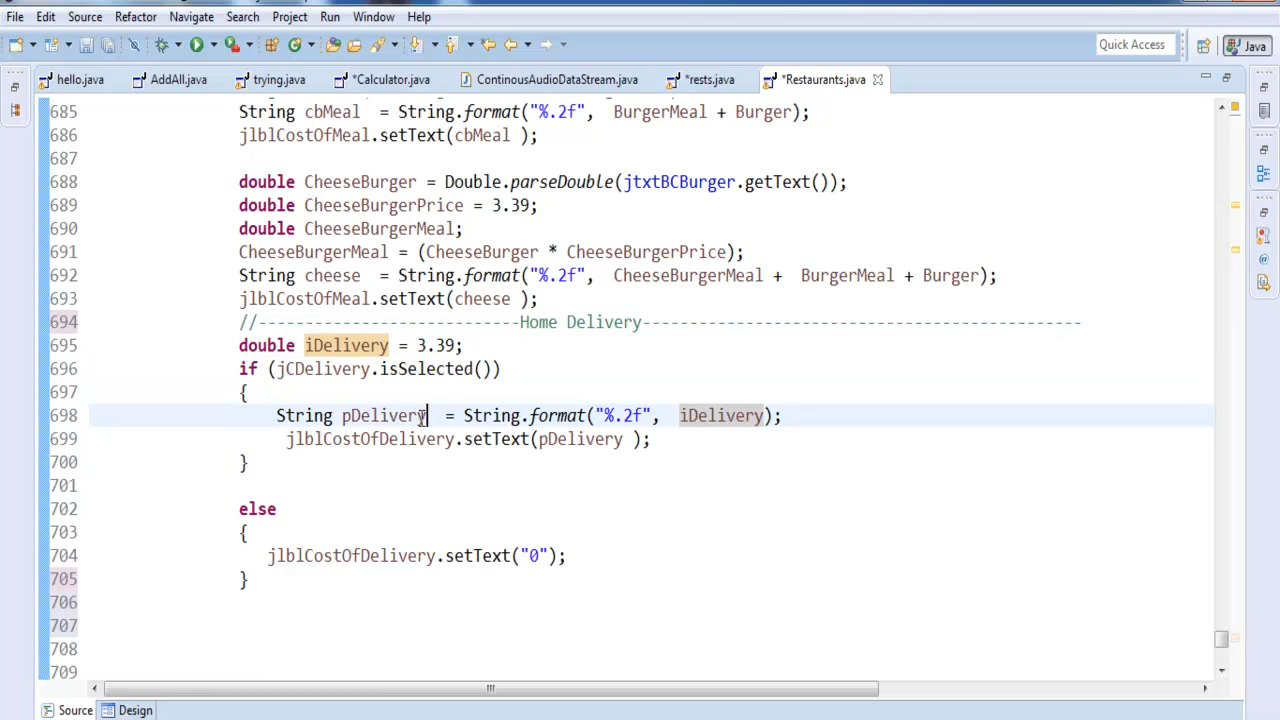 File Edit Source Refactor Navigate Search Project Run Window Help
Quick Access Java
hello.java AddAll.java trying.java *Calculator.java ContinousAudioDataStream.java *rests.java *Restaurants.java
685 String cbMeal = String.format("%.2f", BurgerMeal + Burger);
686 jlblCostOfMeal.setText(cbMeal );
687
688 double CheeseBurger = Double.parseDouble(jtxtBCBurger.getText());
689 double CheeseBurgerPrice = 3.39;
690 double CheeseBurgerMeal;
691 CheeseBurgerMeal = (CheeseBurger * CheeseBurgerPrice);
692 String cheese = String.format("%.2f", CheeseBurgerMeal + BurgerMeal + Burger);
693 jlblCostOfMeal.setText(cheese );
694 //----------------------------Home Delivery-----------------------------------------------
695 double iDelivery = 3.39;
696 if (jCDelivery.isSelected())
697 {
698 String pDelivery = String.format("%.2f", iDelivery);
699 jlblCostOfDelivery.setText(pDelivery );
700 }
701
702 else
703 {
704 jlblCostOfDelivery.setText("0");
705 }
706
707
708
709
Source Design